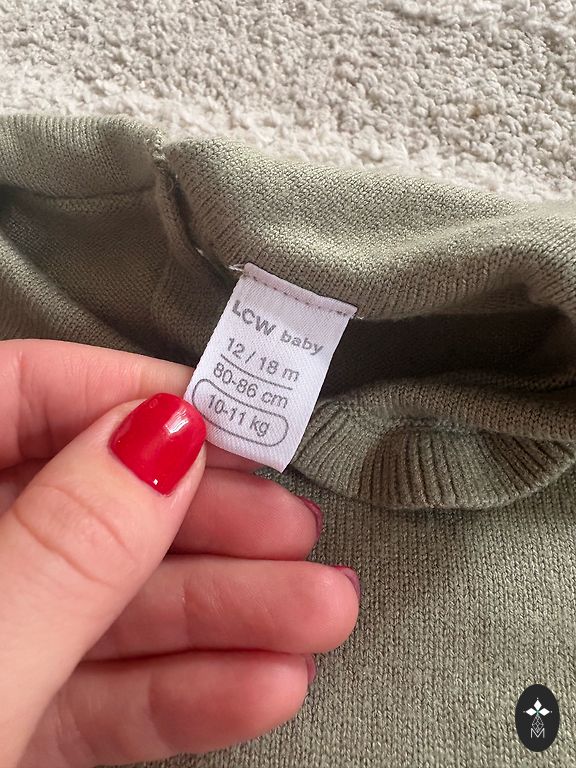 LCW baby
12 / 18 m
80-86 cm
10-11 kg
M